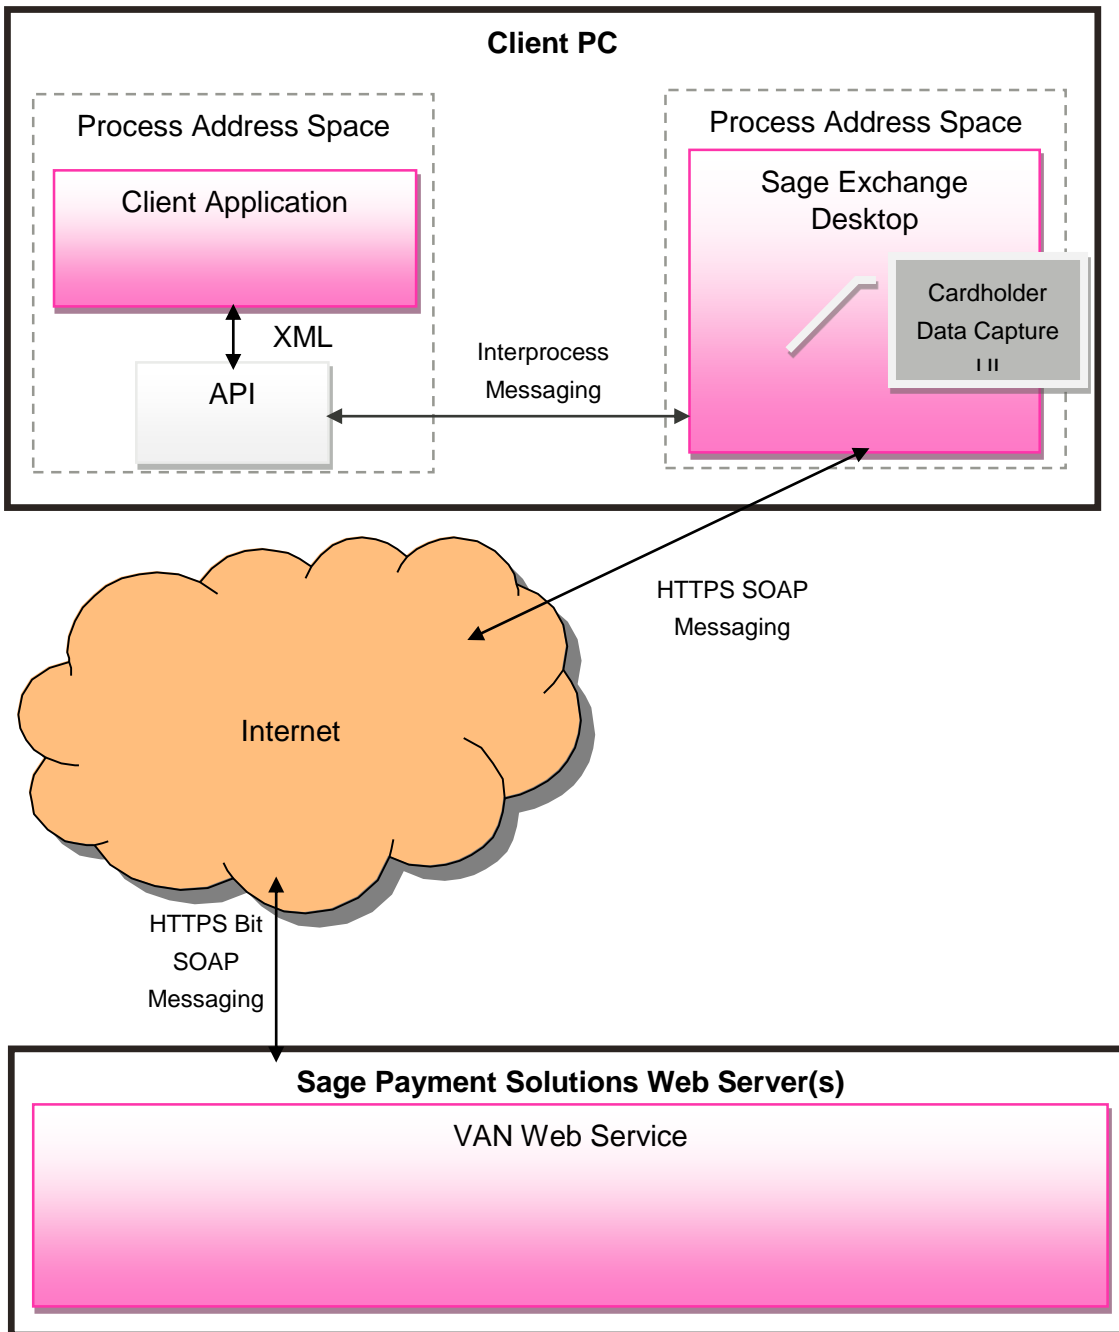 Client PC
Process Address Space
Process Address Space
Client Application
Sage Exchange
Desktop
Cardholder
Data Capture
XML
API
Interprocess
Messaging
HTTPS SOAP
Messaging
Internet
HTTPS Bit
SOAP
Messaging
Sage Payment Solutions Web Server(s)
VAN Web Service